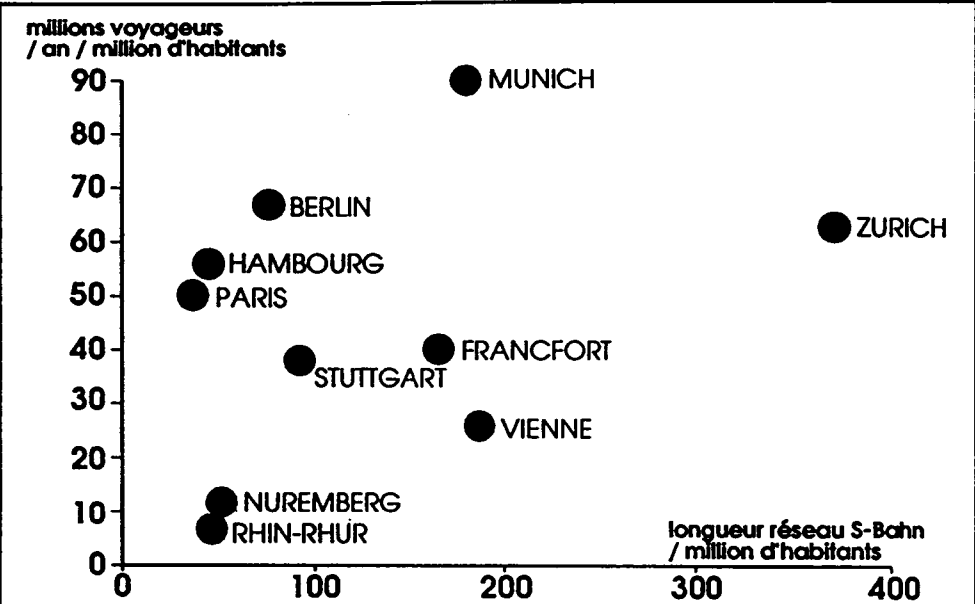 millions voyageurs
/ an / million d'habitants
90
MUNICH
80
70
BERLIN
ZURICH
60
HAMBOURG
50
PARIS
40
FRANCFORT
STUTTGART
30
VIENNE
20
NUREMBERG
10
RHIN-RHUR
longueur réseau S-Bahn
/ million d'habitants
0
0 100 200 300 400